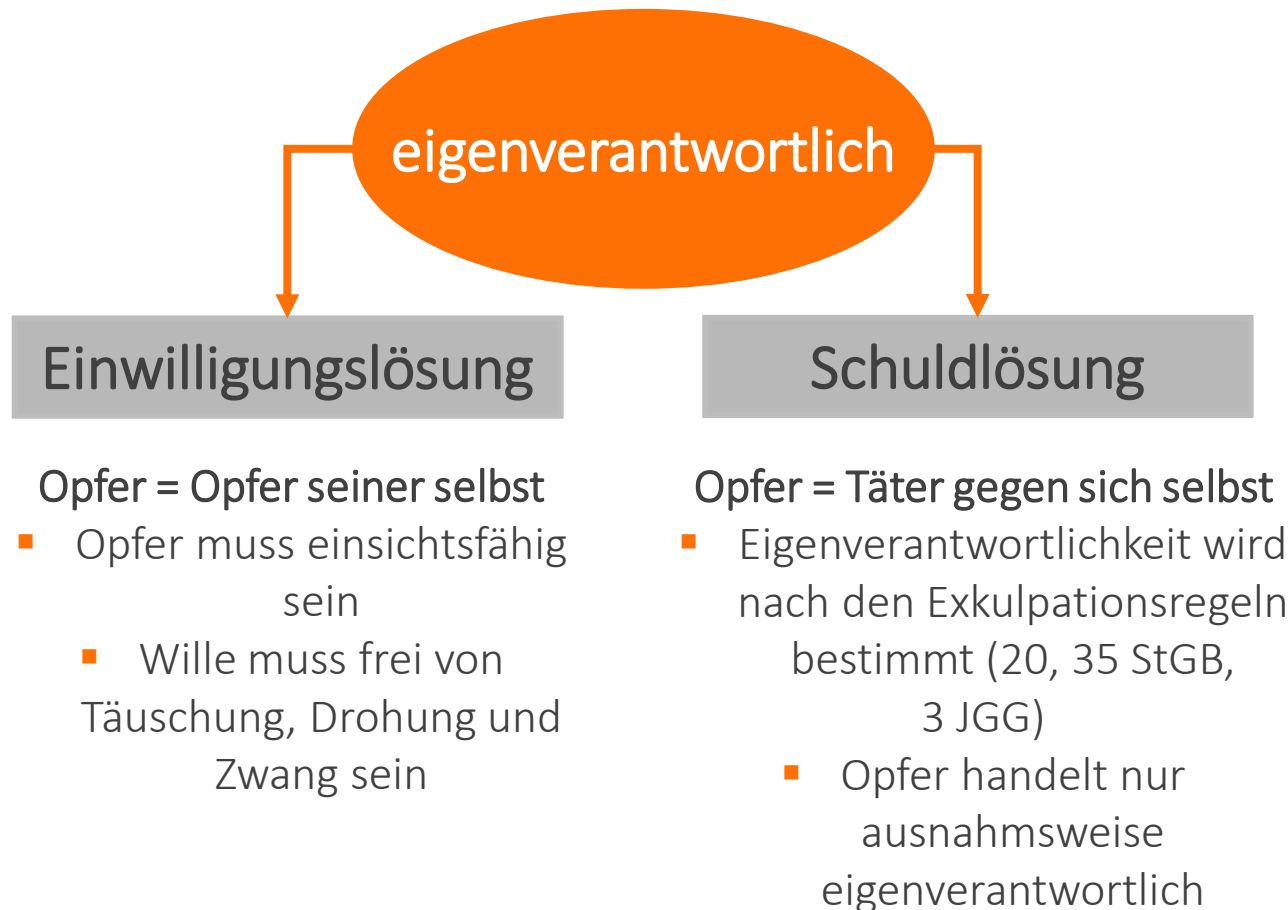 eigenverantwortlich
Einwilligungslösung
Opfer = Opfer seiner selbst
▪ Opfer muss einsichtsfähig
sein
▪ Wille muss frei von
Täuschung, Drohung und
Zwang sein
Schuldlösung
Opfer = Täter gegen sich selbst
▪ Eigenverantwortlichkeit wird
nach den Exkulpationsregeln
bestimmt (20, 35 StGB,
3 JGG)
▪ Opfer handelt nur
ausnahmsweise
eigenverantwortlich